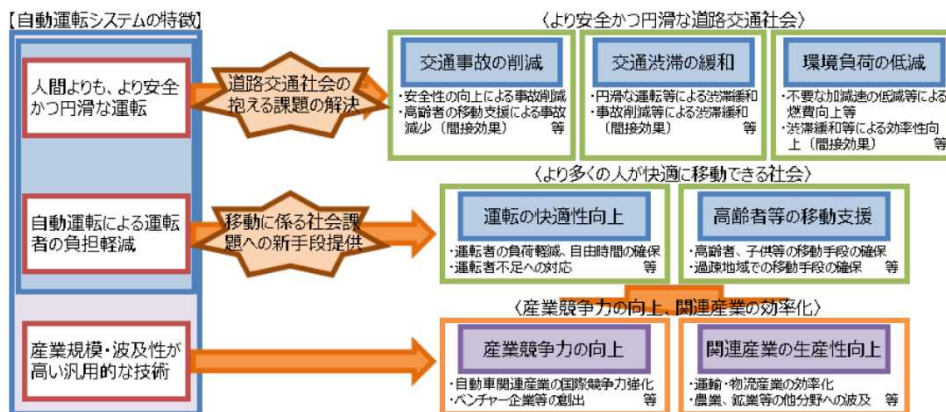 【自動運転システムの特徴】
人間よりも、より安全
かつ円滑な運転
道路交通社会の
抱える課題の解決
〈より安全かつ円滑な道路交通社会〉
交通事故の削減
・安全性の向上による事故削減
・高齢者の移動支援による事故
減少（間接効果） 等
交通渋滞の緩和
・円滑な運転等による渋滞緩和
・事故削減等による渋滞緩和
（間接効果） 等
環境負荷の低減
・不要な加減速の低減等による
燃費向上等
・渋滞緩和等による効率性向
上（間接効果） 等
自動運転による運転
者の負担軽減
移動に係る社会課
題への新手段提供
〈より多くの人が快適に移動できる社会〉
運転の快適性向上
・運転者の負荷軽減、自由時間の確保
・運転者不足への対応 等
高齢者等の移動支援
・高齢者、子供等の移動手段の確保
・過疎地域での移動手段の確保 等
産業規模・波及性が
高い汎用的な技術
〈産業競争力の向上、関連産業の効率化〉
産業競争力の向上
・自動車関連産業の国際競争力強化
・ベンチャー企業等の創出 等
関連産業の生産性向上
・運輸・物流産業の効率化
・農業、鉱業等の他分野への波及 等